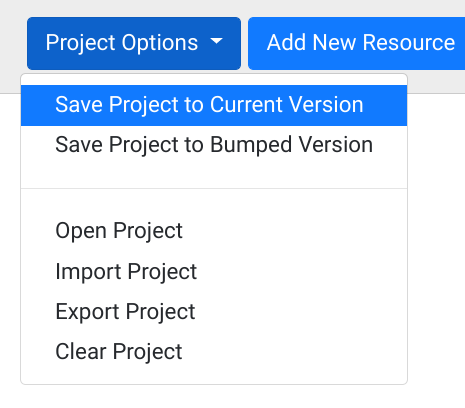 Project Options
Add New Resource
Save Project to Current Version
Save Project to Bumped Version
Open Project
Import Project
Export Project
Clear Project